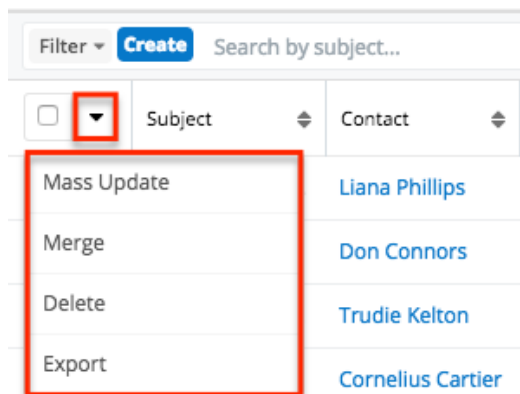 Filter Create Search by subject...
Subject Contact
Mass Update Liana Phillips
Merge Don Connors
Delete Trudie Kelton
Export Cornelius Cartier